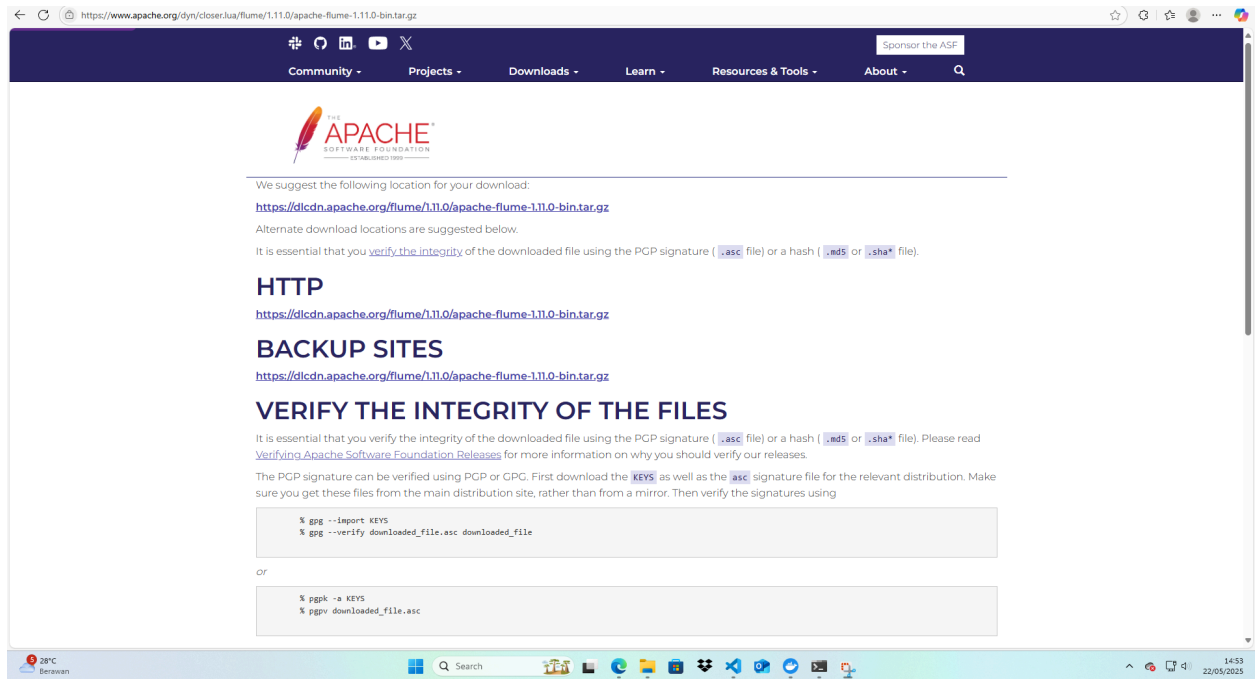 https://www.apache.org/dyn/closer.lua/flume/1.11.0/apache-flume-1.11.0-bin.tar.gz
Sponsor the ASF
Community Projects Downloads Learn Resources & Tools About
THE
APACHE
SOFTWARE FOUNDATION
ESTABLISHED 1999
We suggest the following location for your download:
https://dlcdn.apache.org/flume/1.11.0/apache-flume-1.11.0-bin.tar.gz
Alternate download locations are suggested below.
It is essential that you verify the integrity of the downloaded file using the PGP signature ( .asc file) or a hash ( .md5 or .sha* file).
HTTP
https://dlcdn.apache.org/flume/1.11.0/apache-flume-1.11.0-bin.tar.gz
BACKUP SITES
https://dlcdn.apache.org/flume/1.11.0/apache-flume-1.11.0-bin.tar.gz
VERIFY THE INTEGRITY OF THE FILES
It is essential that you verify the integrity of the downloaded file using the PGP signature ( .asc file) or a hash ( .md5 or .sha* file). Please read
Verifying Apache Software Foundation Releases for more information on why you should verify our releases.
The PGP signature can be verified using PGP or GPG. First download the KEYS as well as the asc signature file for the relevant distribution. Make
sure you get these files from the main distribution site, rather than from a mirror. Then verify the signatures using
% gpg --import KEYS
% gpg --verify downloaded_file.asc downloaded_file
or
% pgpk -a KEYS
% pgpv downloaded_file.asc
5
28°C
Berawan
Search
14:53
22/05/2025